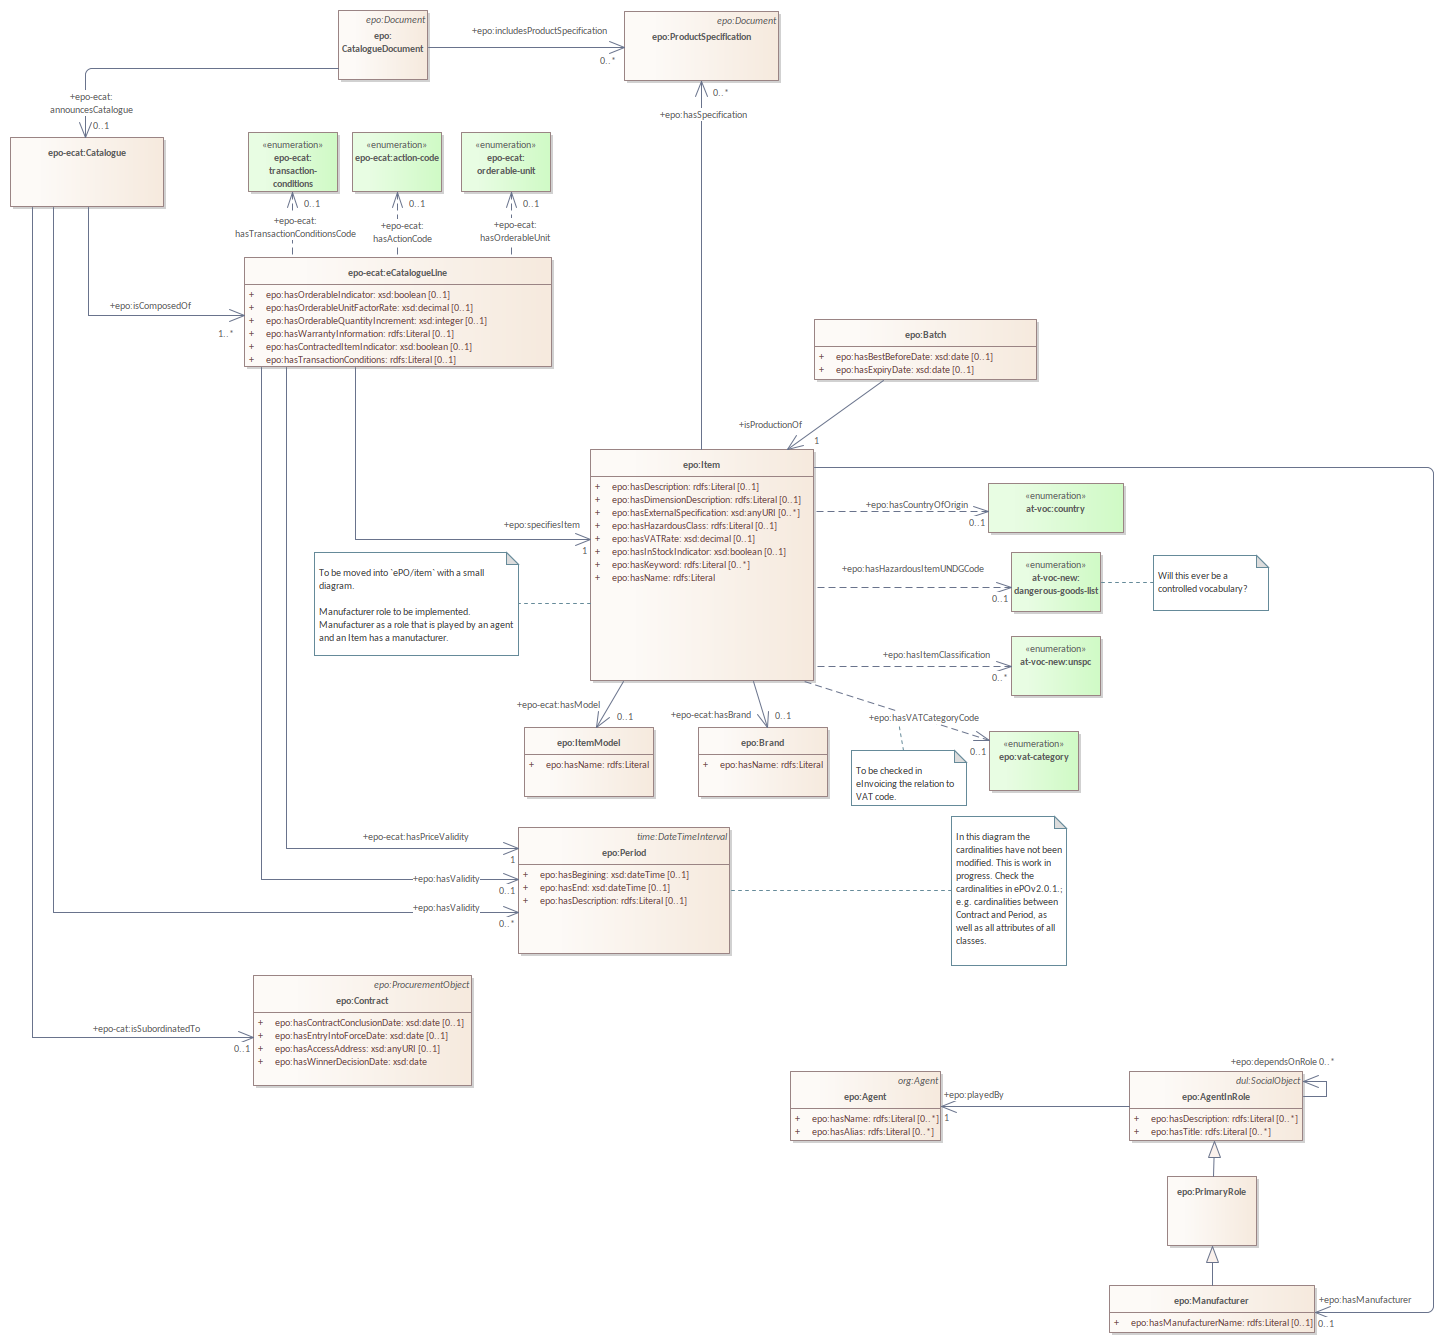 epo:Document
epo:
CatalogueDocument
+epo:includesProductSpecification
0..*
epo:Document
epo:ProductSpecification
0..*
+epo:hasSpecification
+epo-ecat:
announcesCatalogue
0..1
epo-ecat:Catalogue
«enumeration»
epo-ecat:
transaction-
conditions
«enumeration»
epo-ecat:action-code
«enumeration»
epo-ecat:
orderable-unit
0..1
+epo-ecat:
hasTransactionConditionsCode
0..1
+epo-ecat:
hasActionCode
0..1
+epo-ecat:
hasOrderableUnit
+epo:isComposedOf
1..*
epo-ecat:eCatalogueLine
+ epo:hasOrderableIndicator: xsd:boolean [0..1]
+ epo:hasOrderableUnitFactorRate: xsd:decimal [0..1]
+ epo:hasOrderableQuantityIncrement: xsd:integer [0..1]
+ epo:hasWarrantyInformation: rdfs:Literal [0..1]
+ epo:hasContractedItemIndicator: xsd:boolean [0..1]
+ epo:hasTransactionConditions: rdfs:Literal [0..1]
epo:Batch
+ epo:hasBestBeforeDate: xsd:date [0..1]
+ epo:hasExpiryDate: xsd:date [0..1]
+isProductionOf
1
epo:Item
+ epo:hasDescription: rdfs:Literal [0..1]
+ epo:hasDimensionDescription: rdfs:Literal [0..1]
+ epo:hasExternalSpecification: xsd:anyURI [0..*]
+ epo:hasHazardousClass: rdfs:Literal [0..1]
+ epo:hasVATRate: xsd:decimal [0..1]
+ epo:hasInStockIndicator: xsd:boolean [0..1]
+ epo:hasKeyword: rdfs:Literal [0..*]
+ epo:hasName: rdfs:Literal
+epo:specifiesItem
1
+epo:hasCountryOfOrigin
0..1
«enumeration»
at-voc:country
+epo:hasHazardousItemUNDGCode
0..1
«enumeration»
at-voc-new:
dangerous-goods-list
Will this ever be a
controlled vocabulary?
To be moved into `ePO/item` with a small
diagram.
Manufacturer role to be implemented.
Manufacturer as a role that is played by an agent
and an Item has a manutacturer.
+epo:hasItemClassification
0..*
«enumeration»
at-voc-new:unspc
+epo-ecat:hasModel
0..1
+epo-ecat:hasBrand
0..1
+epo:hasVATCategoryCode
0..1
«enumeration»
epo:vat-category
epo:ItemModel
+ epo:hasName: rdfs:Literal
epo:Brand
+ epo:hasName: rdfs:Literal
To be checked in
eInvoicing the relation to
VAT code.
+epo-ecat:hasPriceValidity
1
+epo:hasValidity
0..1
+epo:hasValidity
0..*
time:DateTimeInterval
epo:Period
+ epo:hasBegining: xsd:dateTime [0..1]
+ epo:hasEnd: xsd:dateTime [0..1]
+ epo:hasDescription: rdfs:Literal [0..1]
In this diagram the
cardinalities have not been
modified. This is work in
progress. Check the
cardinalities in ePOv2.0.1.;
e.g. cardinalities between
Contract and Period, as
well as all attributes of all
classes.
+epo-cat:isSubordinatedTo
0..1
epo:ProcurementObject
epo:Contract
+ epo:hasContractConclusionDate: xsd:date [0..1]
+ epo:hasEntryIntoForceDate: xsd:date [0..1]
+ epo:hasAccessAddress: xsd:anyURI [0..1]
+ epo:hasWinnerDecisionDate: xsd:date
+epo:dependsOnRole 0..*
org:Agent
epo:Agent
+ epo:hasName: rdfs:Literal [0..*]
+ epo:hasAlias: rdfs:Literal [0..*]
+epo:playedBy
1
dul:SocialObject
epo:AgentInRole
+ epo:hasDescription: rdfs:Literal [0..*]
+ epo:hasTitle: rdfs:Literal [0..*]
epo:PrimaryRole
epo:Manufacturer
+ epo:hasManufacturerName: rdfs:Literal [0..1]
+epo:hasManufacturer
0..1